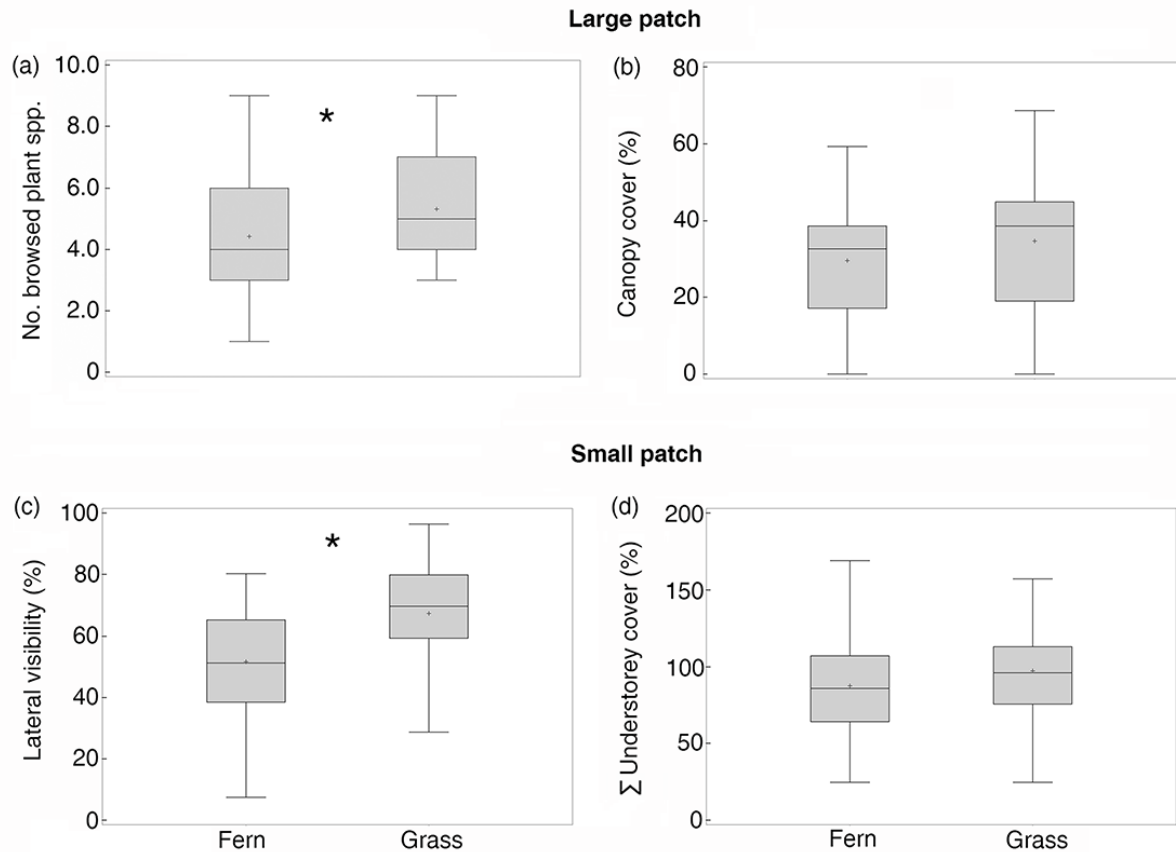 Large patch
(a)
No. browsed plant spp.
10.0
8.0
6.0
4.0
2.0
0
*
(b)
Canopy cover (%)
80
60
40
20
0
Small patch
(c)
Lateral visibility (%)
100
80
60
40
20
0
*
Fern
Grass
(d)
Σ Understorey cover (%)
200
150
100
50
0
Fern
Grass